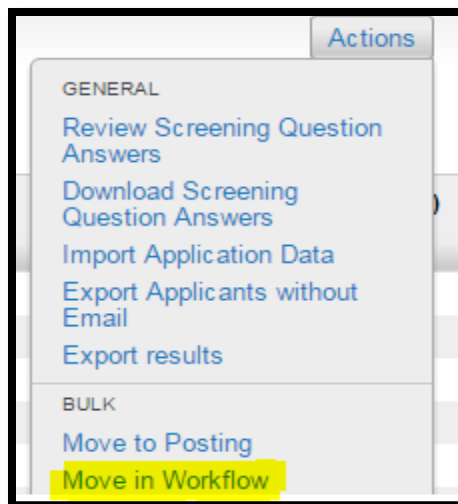 Actions
GENERAL
Review Screening Question
Answers
Download Screening
Question Answers
)
Import Application Data
Export Applicants without
Email
Export results
BULK
Move to Posting
Move in Workflow